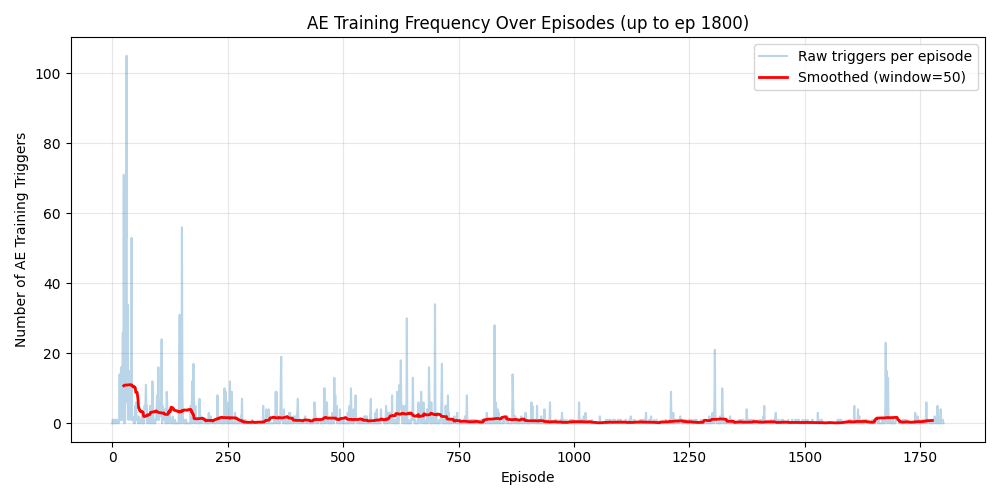 AE Training Frequency Over Episodes (up to ep 1800)
Raw triggers per episode
Smoothed (window=50)
Number of AE Training Triggers
100
80
60
40
20
0
0 250 500 750 1000 1250 1500 1750
Episode